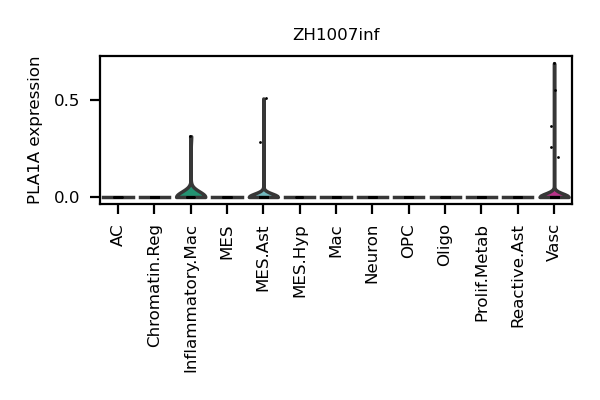 ZH1007inf
PLA1A expression
0.5
0.0
AC
Chromatin.Reg
Inflammatory.Mac
MES
MES.Ast
MES.Hyp
Mac
Neuron
OPC
Oligo
Prolif.Metab
Reactive.Ast
Vasc